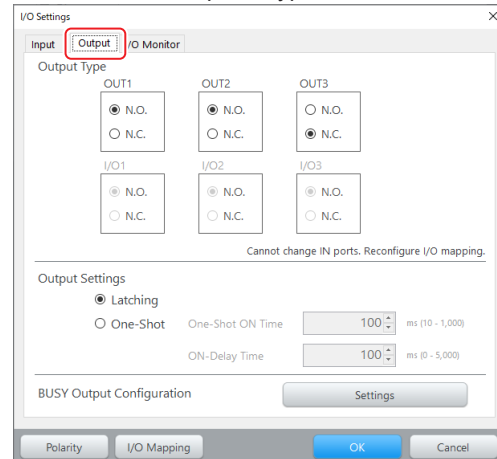 I/O Settings
Input Output I/O Monitor
Output Type
OUT1 OUT2 OUT3
N.O. N.O. N.O.
N.C. N.C. N.C.
I/O1 I/O2 I/O3
N.O. N.O. N.O.
N.C. N.C. N.C.
Cannot change IN ports. Reconfigure I/O mapping.
Output Settings
Latching
One-Shot One-Shot ON Time 100 ms (10 - 1,000)
ON-Delay Time 100 ms (0 - 5,000)
BUSY Output Configuration Settings
Polarity I/O Mapping OK Cancel